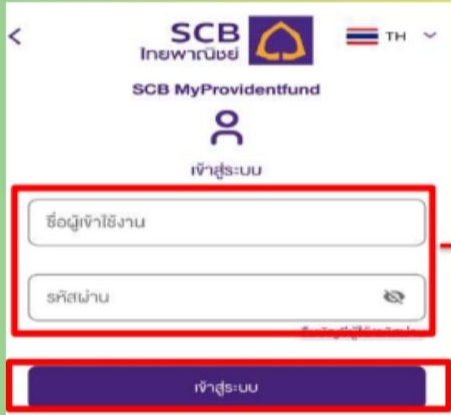 SCB
ไทยพาณิชย์
TH
SCB MyProvidentfund
เข้าสู่ระบบ
ชื่อผู้เข้าใช้งาน
รหัสผ่าน
เข้าสู่ระบบ